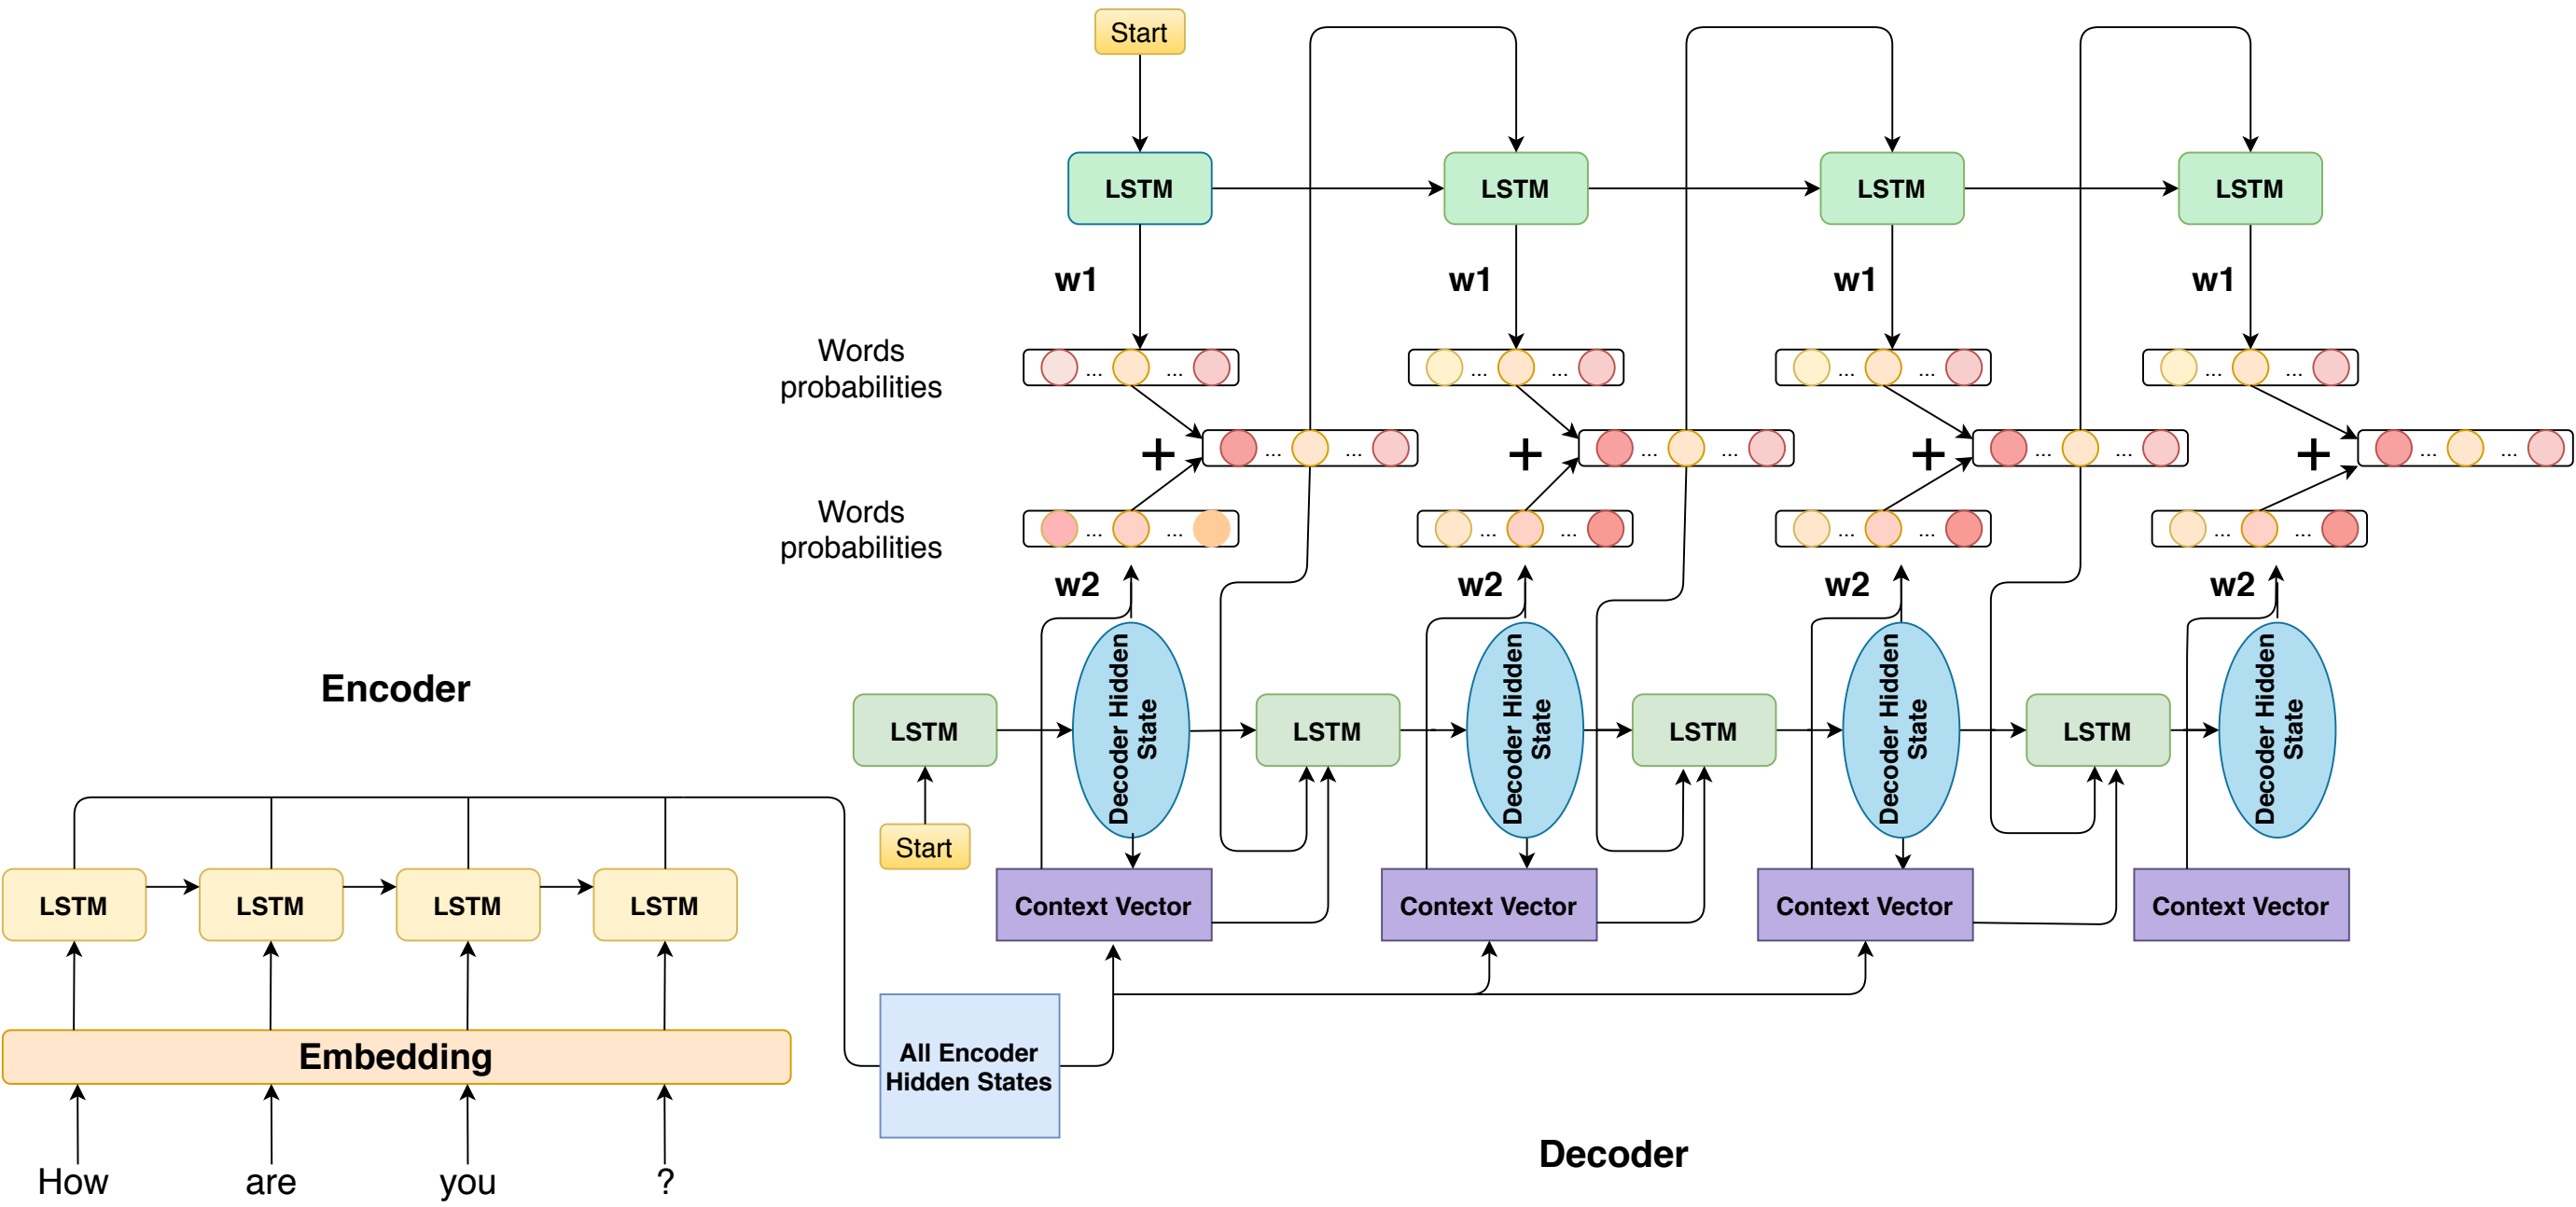 Start
LSTM LSTM LSTM LSTM
w1 w1 w1 w1
Words
probabilities
... ... ... ... ... ... ... ...
+ ... ... + ... ... + ... ... + ... ...
Words
probabilities
... ... ... ... ... ... ... ...
w2 w2 w2 w2
Encoder
LSTM
Decoder Hidden
State
LSTM
Decoder Hidden
State
LSTM
Decoder Hidden
State
LSTM
Decoder Hidden
State
Start
LSTM LSTM LSTM LSTM
Context Vector Context Vector Context Vector Context Vector
Embedding
All Encoder
Hidden States
How are you ?
Decoder